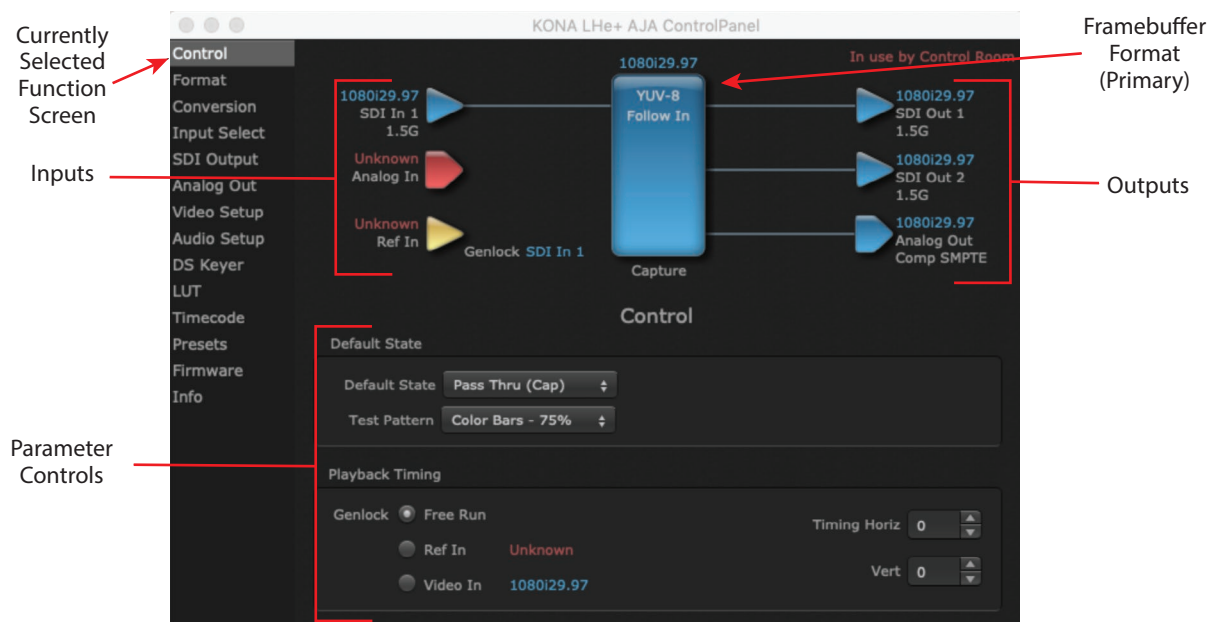 KONA LHe+ AJA ControlPanel
Currently
Selected
Function
Screen
Framebuffer
Format
(Primary)
Inputs
Outputs
Parameter
Controls
Control
Format
Conversion
Input Select
SDI Output
Analog Out
Video Setup
Audio Setup
DS Keyer
LUT
Timecode
Presets
Firmware
Info
1080i29.97
In use by Control Room
1080i29.97
SDI In 1
1.5G
Unknown
Analog In
Unknown
Ref In
Genlock SDI In 1
YUV-8
Follow In
Capture
1080i29.97
SDI Out 1
1.5G
1080i29.97
SDI Out 2
1.5G
1080i29.97
Analog Out
Comp SMPTE
Control
Default State
Default State Pass Thru (Cap)
Test Pattern Color Bars - 75%
Playback Timing
Genlock Free Run
Ref In Unknown
Video In 1080i29.97
Timing Horiz 0
Vert 0